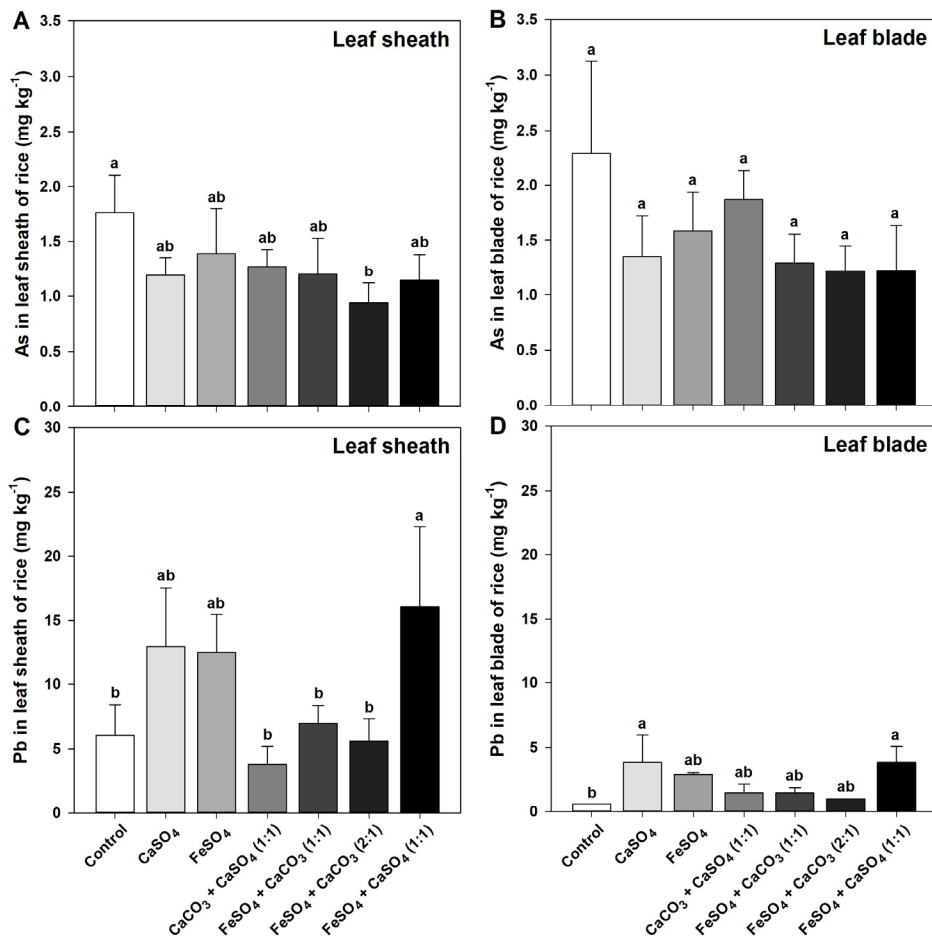 A
Leaf sheath
As in leaf sheath of rice (mg kg⁻¹)
3.5
3.0
2.5
2.0
1.5
1.0
0.5
0.0
a
ab
ab
ab
ab
b
ab
B
Leaf blade
As in leaf blade of rice (mg kg⁻¹)
3.5
3.0
2.5
2.0
1.5
1.0
0.5
0.0
a
a
a
a
a
a
a
C
Leaf sheath
Pb in leaf sheath of rice (mg kg⁻¹)
30
25
20
15
10
5
0
b
ab
ab
b
b
b
a
Control
CaSO₄
FeSO₄
CaCO₃ + CaSO₄ (1:1)
FeSO₄ + CaCO₃ (1:1)
FeSO₄ + CaCO₃ (2:1)
FeSO₄ + CaSO₄ (1:1)
D
Leaf blade
Pb in leaf blade of rice (mg kg⁻¹)
30
25
20
15
10
5
0
b
a
ab
ab
ab
ab
a
Control
CaSO₄
FeSO₄
CaCO₃ + CaSO₄ (1:1)
FeSO₄ + CaCO₃ (1:1)
FeSO₄ + CaCO₃ (2:1)
FeSO₄ + CaSO₄ (1:1)